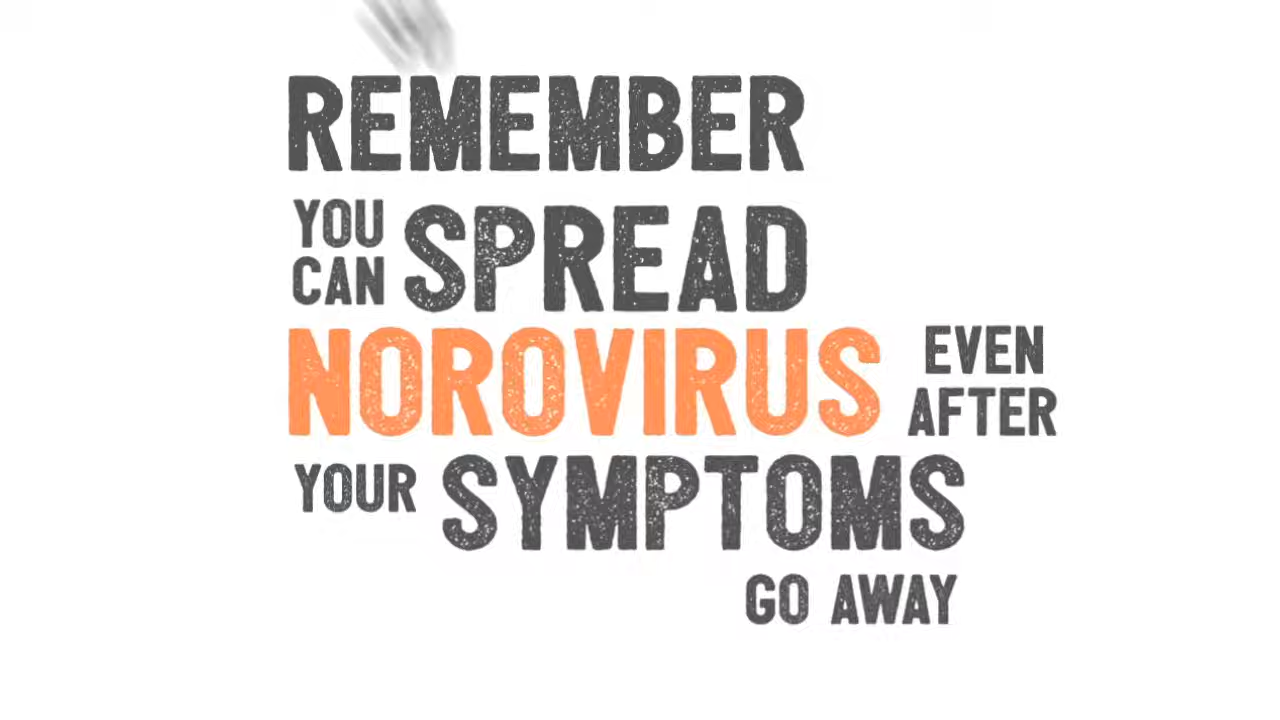 REMEMBER
YOU
CAN
SPREAD
NOROVIRUS
EVEN
AFTER
YOUR SYMPTOMS
GO AWAY